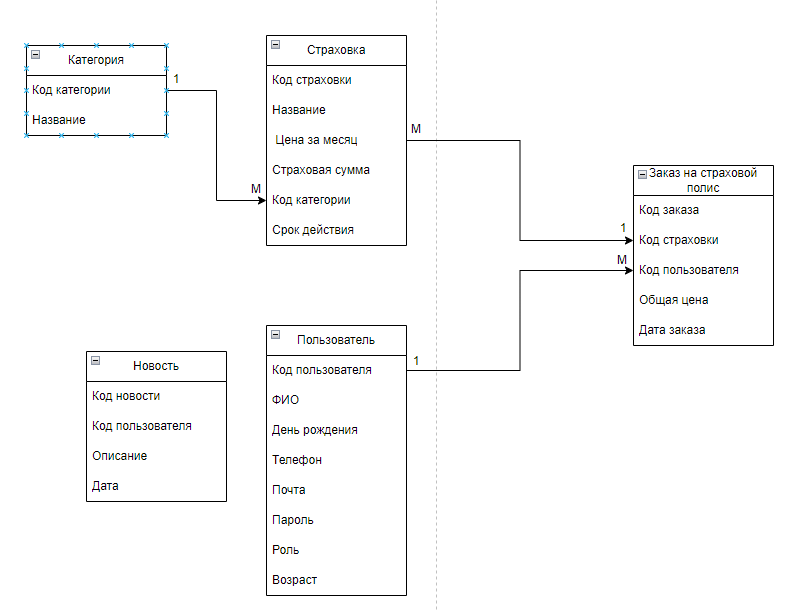 Категория
Код категории
Название
1
М
Страховка
Код страховки
Название
Цена за месяц
Страховая сумма
Код категории
Срок действия
М
1
М
Заказ на страховой
полис
Код заказа
Код страховки
Код пользователя
Общая цена
Дата заказа
Новость
Код новости
Код пользователя
Описание
Дата
Пользователь
Код пользователя
ФИО
День рождения
Телефон
Почта
Пароль
Роль
Возраст
1